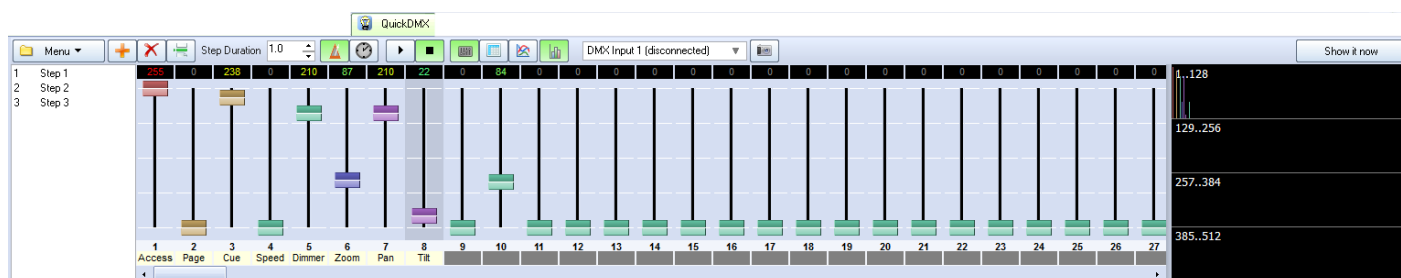 QuickDMX
Menu Step Duration 1.0 DMX Input 1 (disconnected) Show it now
1 Step 1
2 Step 2
3 Step 3
255 0 238 0 210 87 210 22 0 84 0 0 0 0 0 0 0 0 0 0 0 0 0 0 0 0 0
1 2 3 4 5 6 7 8 9 10 11 12 13 14 15 16 17 18 19 20 21 22 23 24 25 26 27
Access Page Cue Speed Dimmer Zoom Pan Tilt
1..128
129..256
257..384
385..512